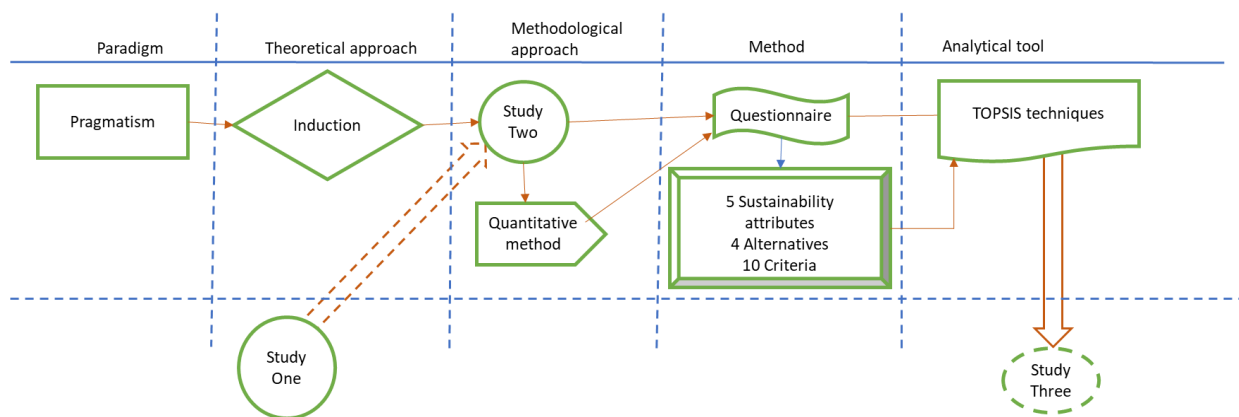 Paradigm
Theoretical approach
Methodological
approach
Method
Analytical tool
Pragmatism
Induction
Study
Two
Questionnaire
TOPSIS techniques
Quantitative
method
5 Sustainability
attributes
4 Alternatives
10 Criteria
Study
One
Study
Three